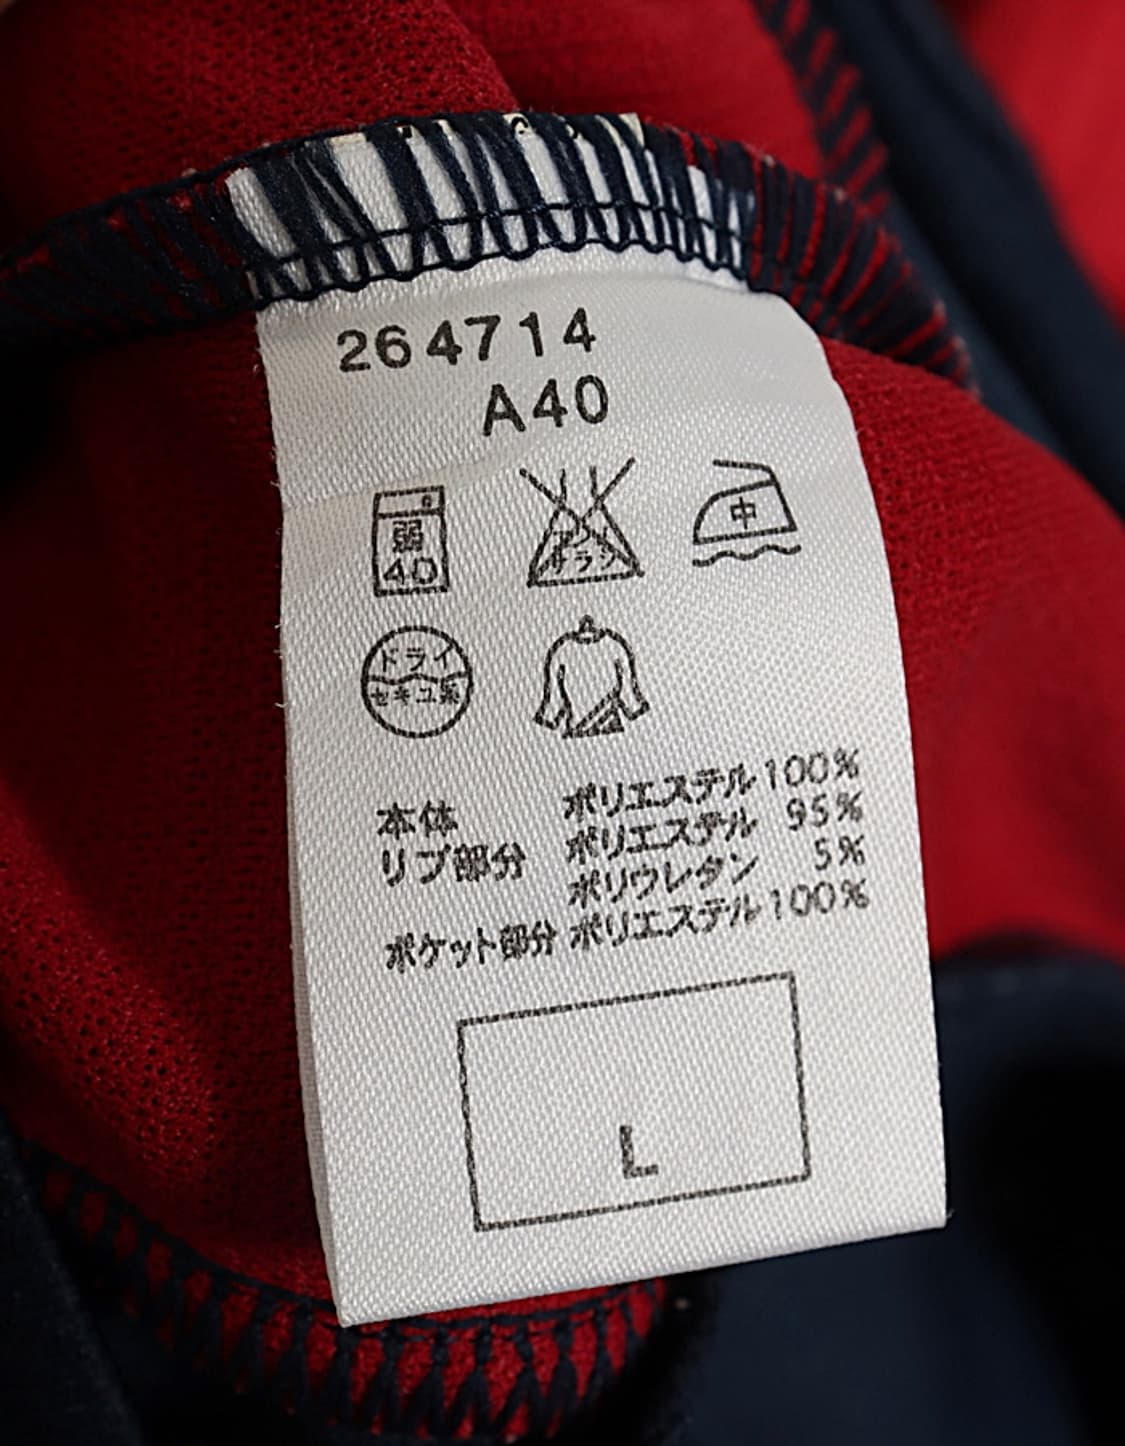 264714
A40
弱
40
エンソ
サラシ
中
ドライ
セキユ系
本体 ポリエステル 100%
リブ部分 ポリエステル 95%
ポリウレタン 5%
ポケット部分 ポリエステル 100%
L